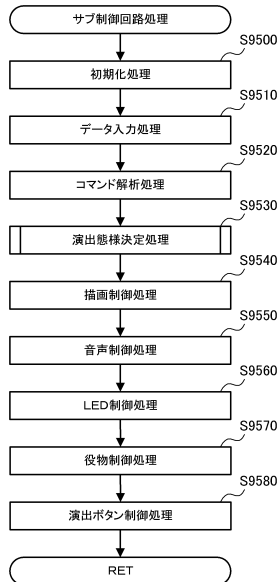 サブ制御回路処理
S9500
初期化処理
S9510
データ入力処理
S9520
コマンド解析処理
S9530
演出態様決定処理
S9540
描画制御処理
S9550
音声制御処理
S9560
LED制御処理
S9570
役物制御処理
S9580
演出ボタン制御処理
RET